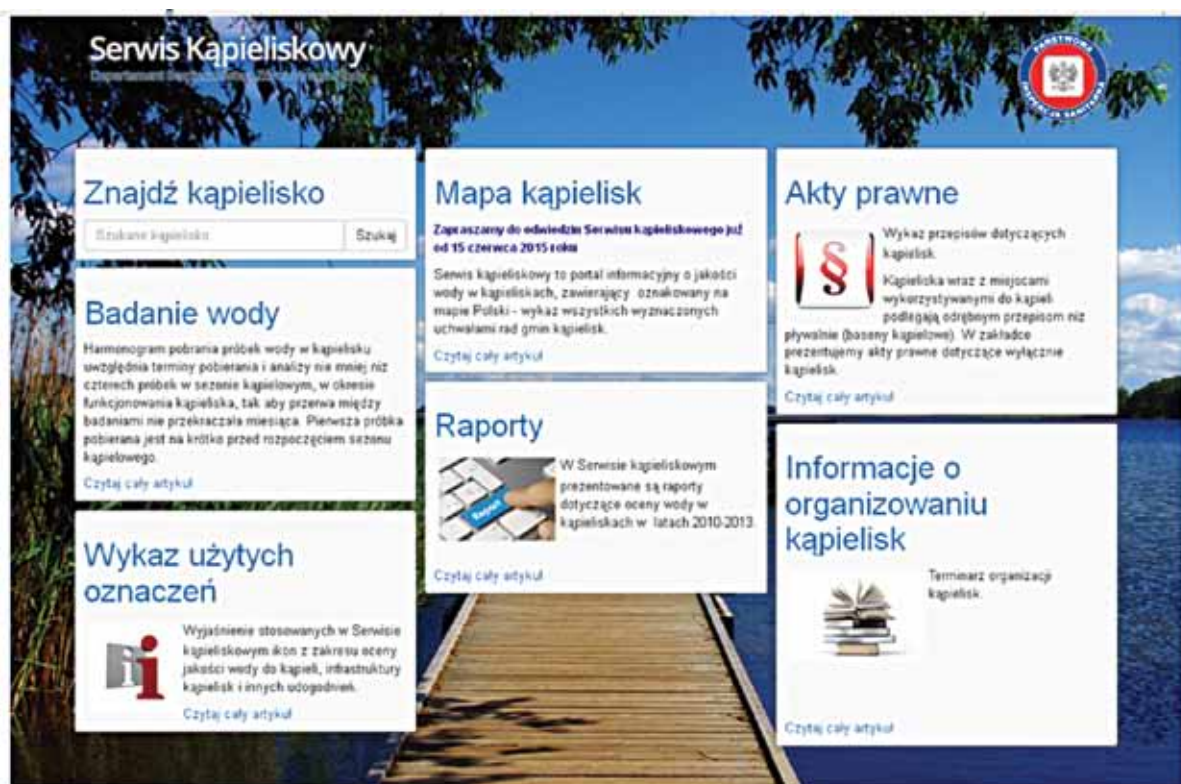 Serwis Kąpieliskowy
PAŃSTWOWA
INSPEKCJA SANITARNA
Znajdź kąpielisko
Szukane kąpielisko
Szukaj
Badanie wody
Harmonogram pobrania próbek wody w kąpielisku
uwzględnia terminy pobierania i analizy nie mniej niż
czterech próbek w sezonie kąpielowym, w okresie
funkcjonowania kąpieliska, tak aby przerwa między
badaniami nie przekraczała miesiąca. Pierwsza próbka
pobierana jest na krótko przed rozpoczęciem sezonu
kąpielowego.
Czytaj cały artykuł
Wykaz użytych
oznaczeń
Wyjaśnienie stosowanych w Serwisie
kąpieliskowym ikon z zakresu oceny
jakości wody do kąpieli, infrastruktury
kąpielisk i innych udogodnień.
Czytaj cały artykuł
Mapa kąpielisk
Zapraszamy do odwiedzin Serwisu kąpieliskowego już
od 15 czerwca 2015 roku
Serwis kąpieliskowy to portal informacyjny o jakości
wody w kąpieliskach, zawierający oznakowany na
mapie Polski - wykaz wszystkich wyznaczonych
uchwałami rad gmin kąpielisk.
Czytaj cały artykuł
Raporty
Report
W Serwisie kąpieliskowym
prezentowane są raporty
dotyczące oceny wody w
kąpieliskach w latach 2010-2013.
Czytaj cały artykuł
Akty prawne
§
Wykaz przepisów dotyczących
kąpielisk.
Kąpieliska wraz z miejscami
wykorzystywanymi do kąpieli
podlegają odrębnym przepisom niż
pływalnie (baseny kąpielowe). W zakładce
prezentujemy akty prawne dotyczące wyłącznie
kąpielisk.
Czytaj cały artykuł
Informacje o
organizowaniu
kąpielisk
Terminarz organizacji
kąpielisk.
Czytaj cały artykuł